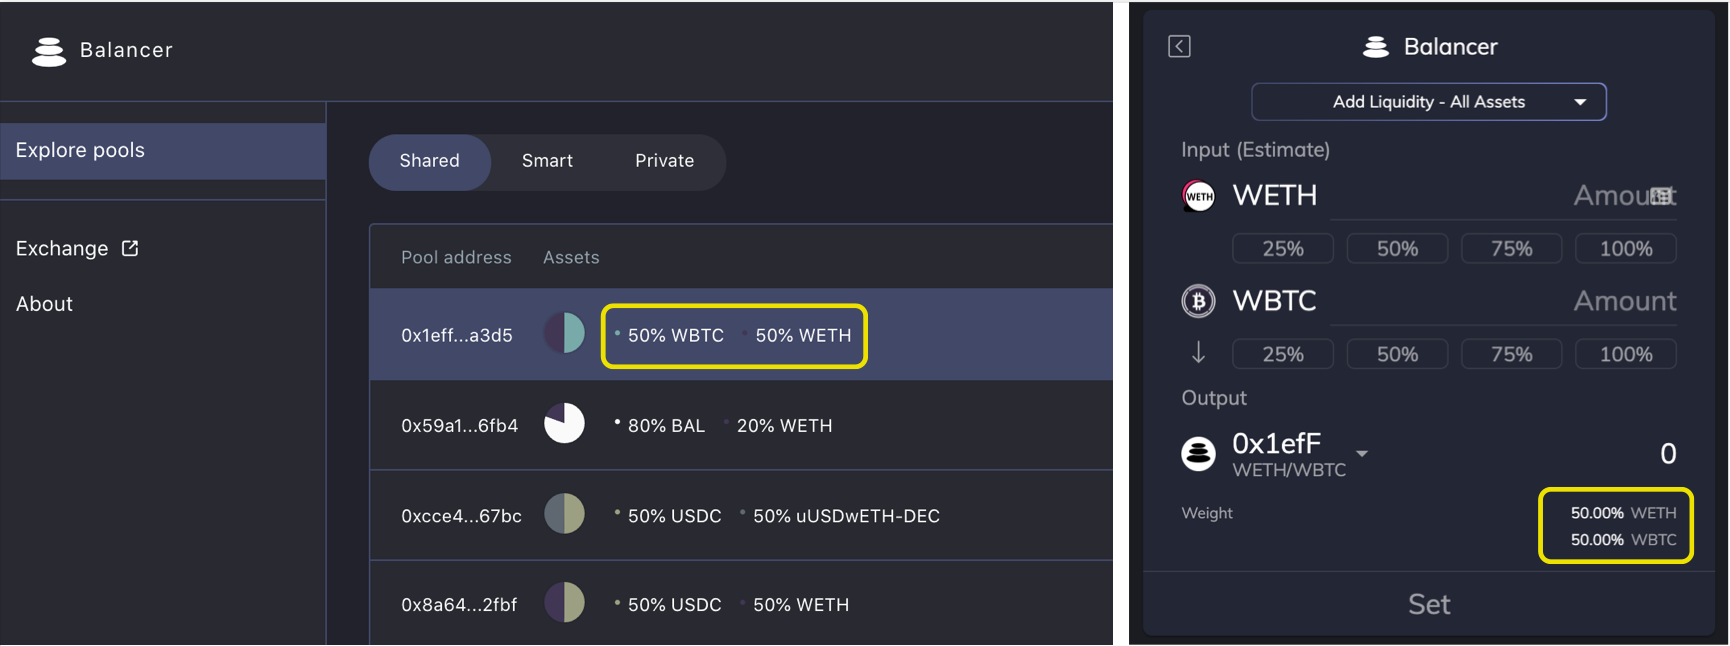 Balancer
Explore pools
Exchange
About
Shared Smart Private
Pool address Assets
0x1eff...a3d5 50% WBTC 50% WETH
0x59a1...6fb4 80% BAL 20% WETH
0xcce4...67bc 50% USDC 50% uUSDwETH-DEC
0x8a64...2fbf 50% USDC 50% WETH
Balancer
Add Liquidity - All Assets
Input (Estimate)
WETH WETH Amount
25% 50% 75% 100%
WBTC Amount
25% 50% 75% 100%
Output
0x1efF 0
WETH/WBTC
Weight 50.00% WETH
50.00% WBTC
Set